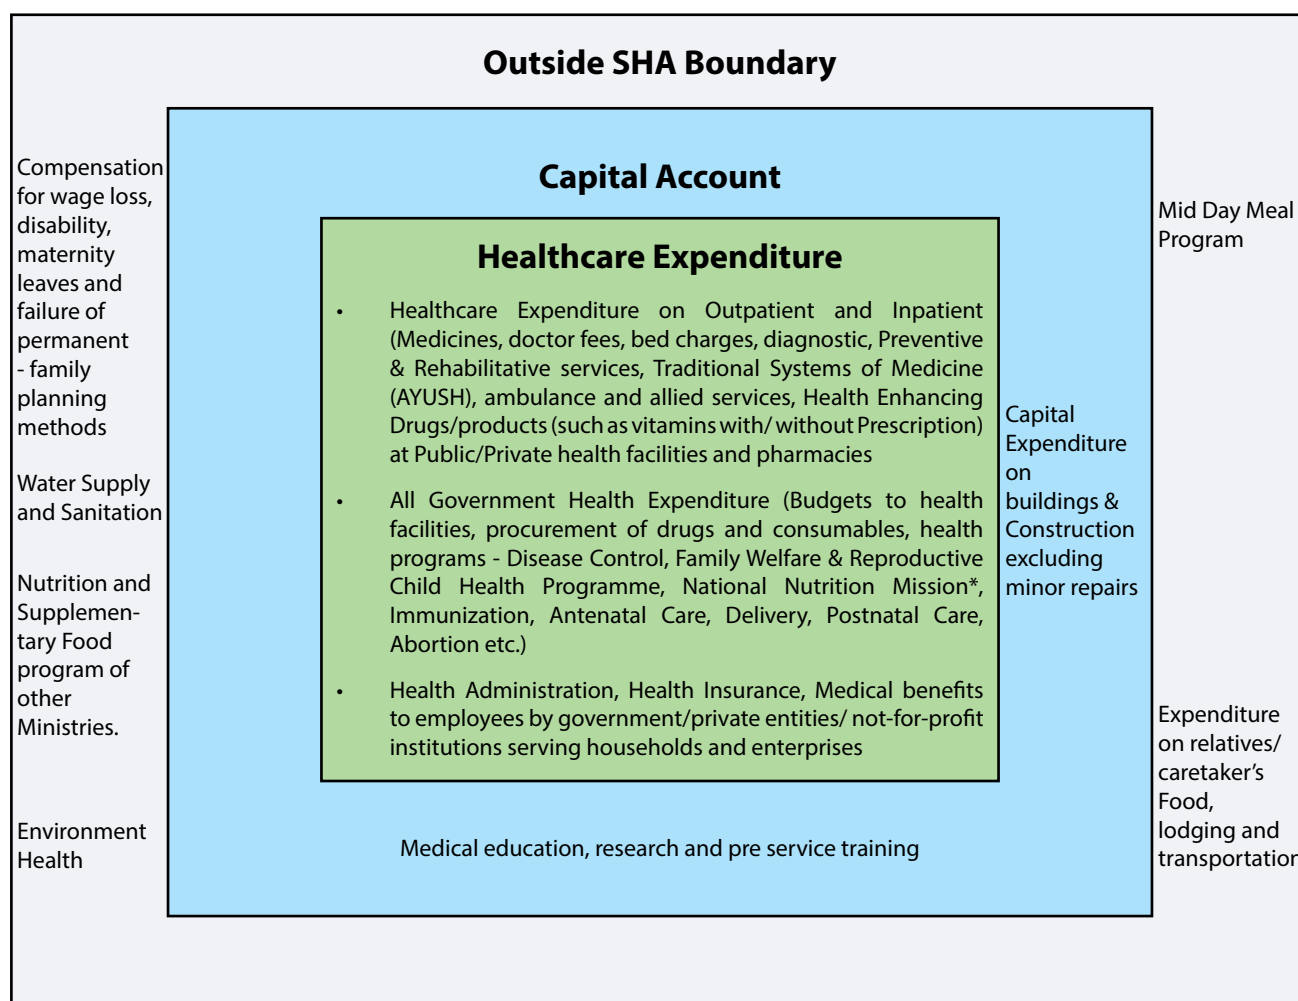 Outside SHA Boundary
Compensation
for wage loss,
disability,
maternity
leaves and
failure of
permanent
- family
planning
methods
Water Supply
and Sanitation
Nutrition and
Supplemen-
tary Food
program of
other
Ministries.
Environment
Health
Capital Account
Healthcare Expenditure
• Healthcare Expenditure on Outpatient and Inpatient
(Medicines, doctor fees, bed charges, diagnostic, Preventive
& Rehabilitative services, Traditional Systems of Medicine
(AYUSH), ambulance and allied services, Health Enhancing
Drugs/products (such as vitamins with/ without Prescription)
at Public/Private health facilities and pharmacies
• All Government Health Expenditure (Budgets to health
facilities, procurement of drugs and consumables, health
programs - Disease Control, Family Welfare & Reproductive
Child Health Programme, National Nutrition Mission*,
Immunization, Antenatal Care, Delivery, Postnatal Care,
Abortion etc.)
• Health Administration, Health Insurance, Medical benefits
to employees by government/private entities/ not-for-profit
institutions serving households and enterprises
Capital
Expenditure
on
buildings &
Construction
excluding
minor repairs
Medical education, research and pre service training
Mid Day Meal
Program
Expenditure
on relatives/
caretaker’s
Food,
lodging and
transportation